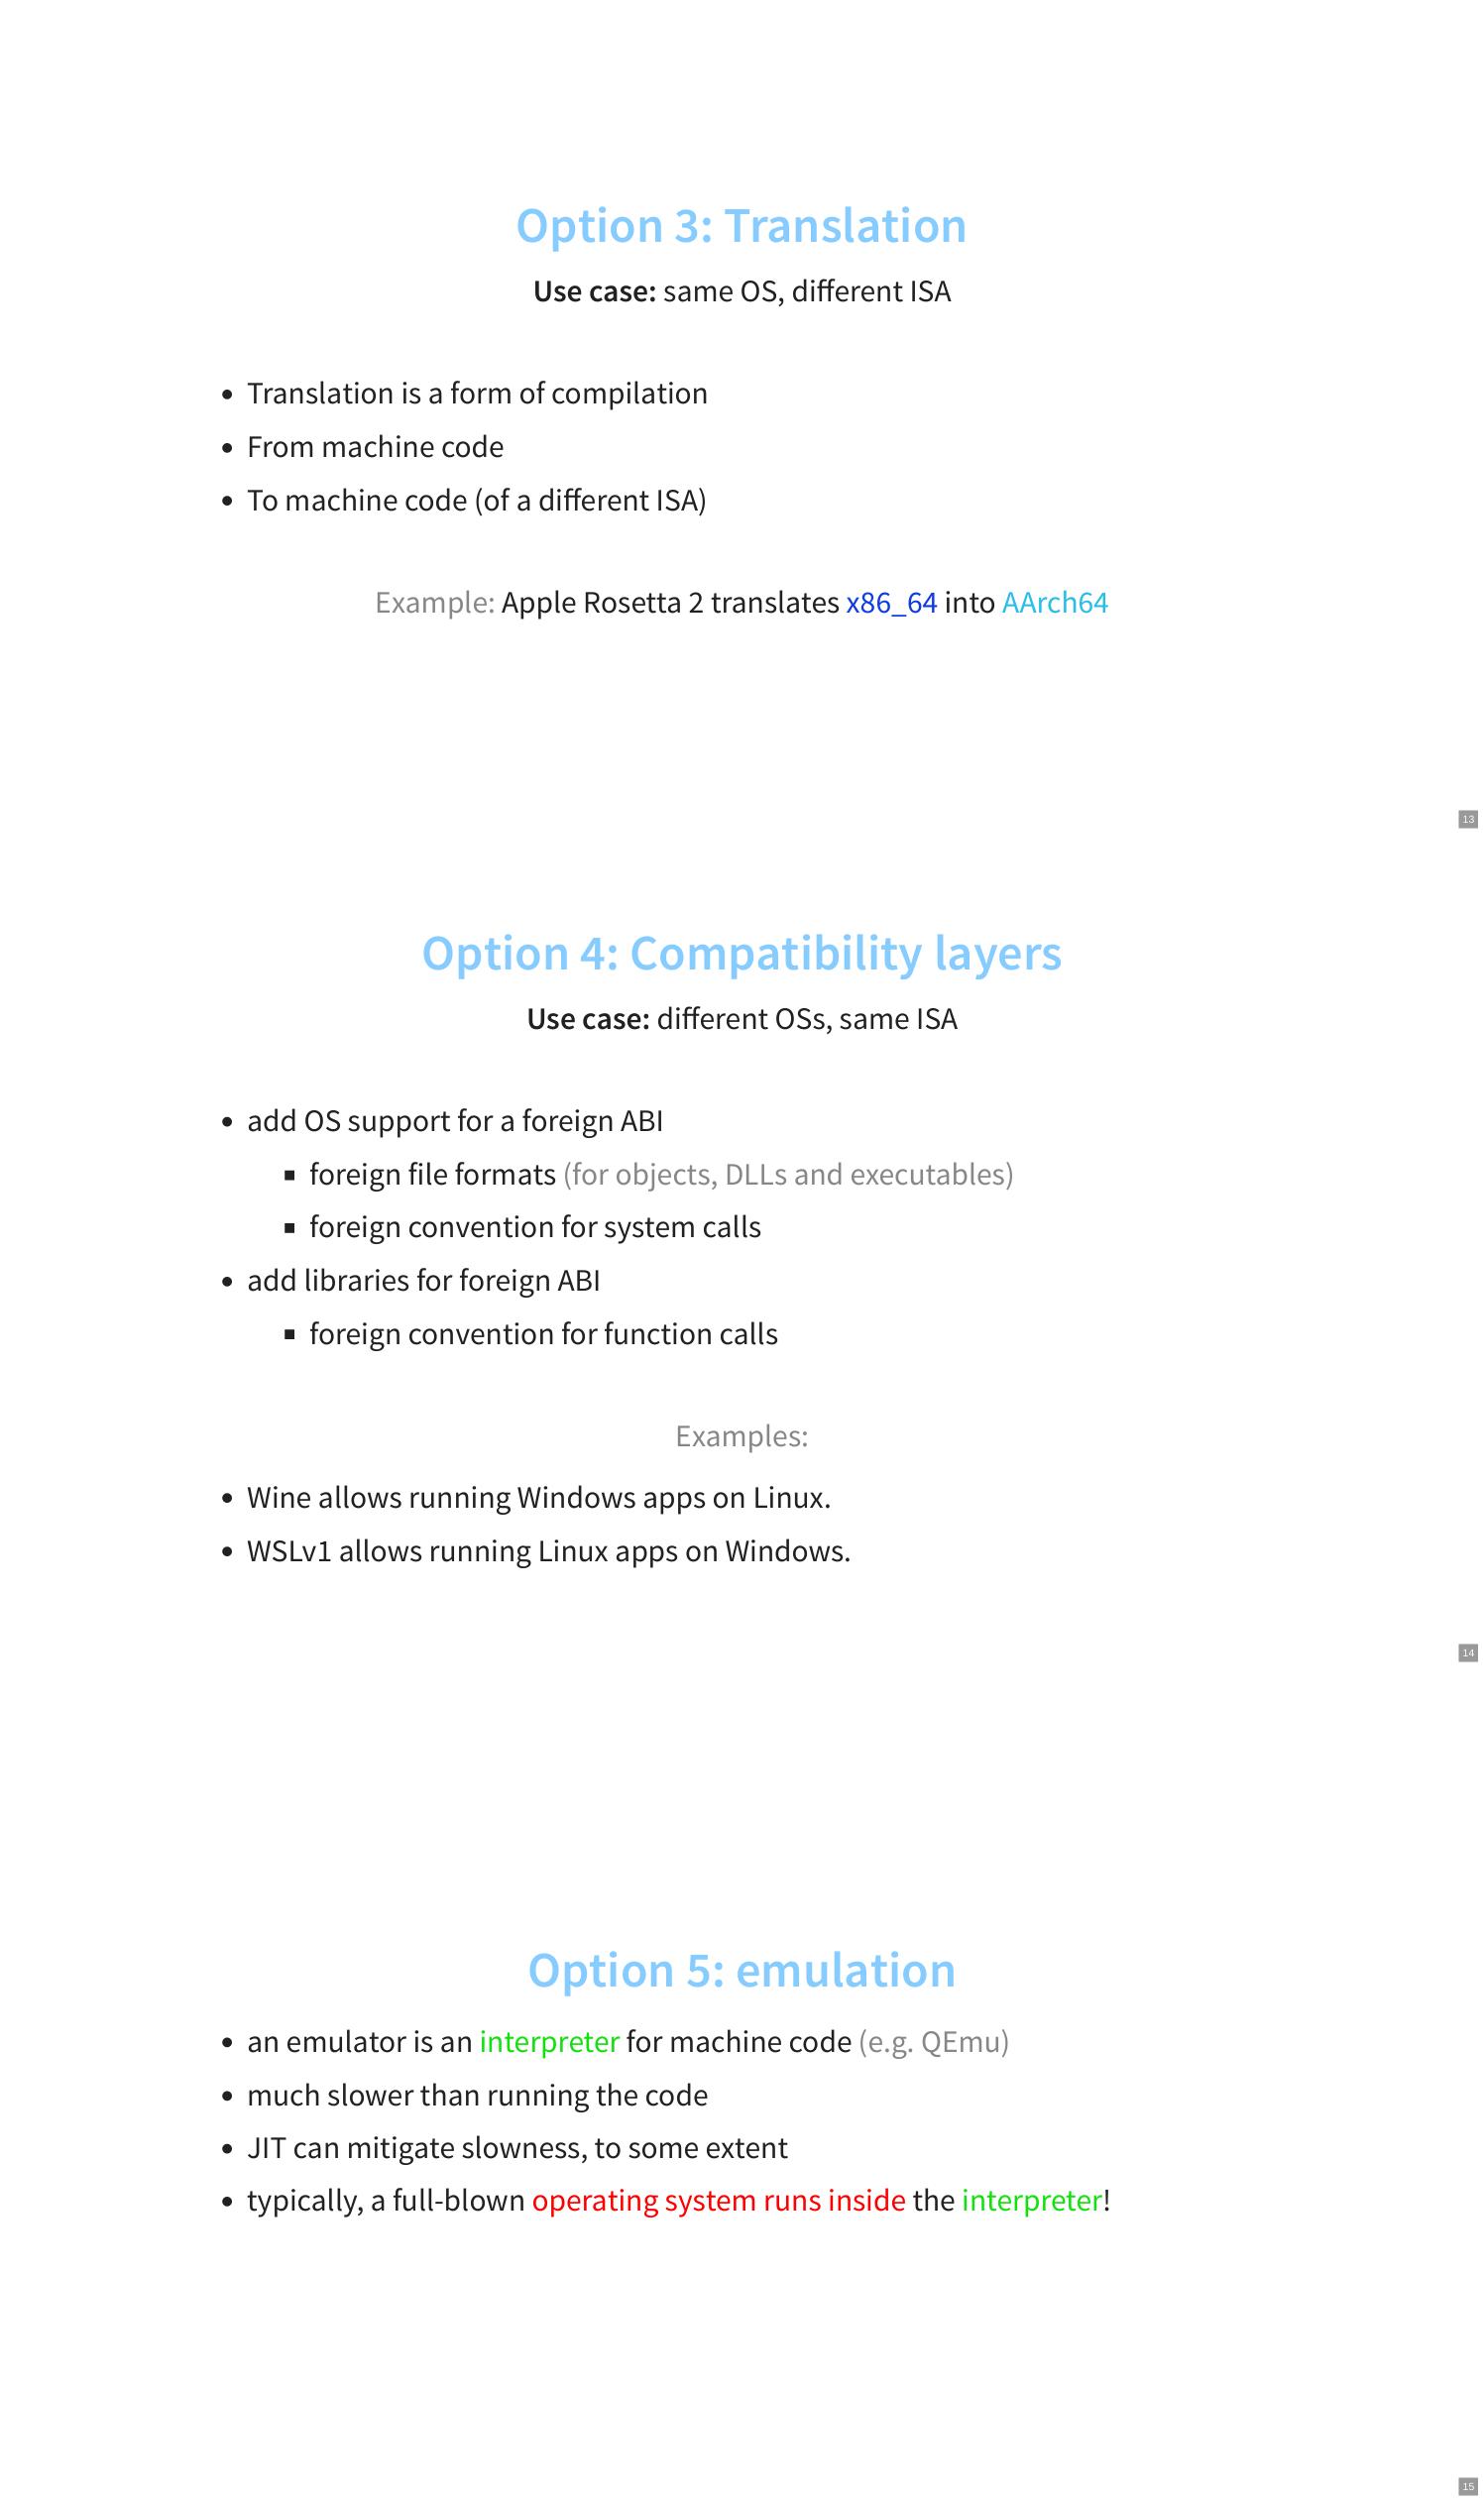 Option 3: Translation
Use case: same OS, different ISA
• Translation is a form of compilation
• From machine code
• To machine code (of a different ISA)
Example: Apple Rosetta 2 translates x86_64 into AArch64
13
Option 4: Compatibility layers
Use case: different OSs, same ISA
• add OS support for a foreign ABI
▪ foreign file formats (for objects, DLLs and executables)
▪ foreign convention for system calls
• add libraries for foreign ABI
▪ foreign convention for function calls
Examples:
• Wine allows running Windows apps on Linux.
• WSLv1 allows running Linux apps on Windows.
14
Option 5: emulation
• an emulator is an interpreter for machine code (e.g. QEmu)
• much slower than running the code
• JIT can mitigate slowness, to some extent
• typically, a full-blown operating system runs inside the interpreter!
15